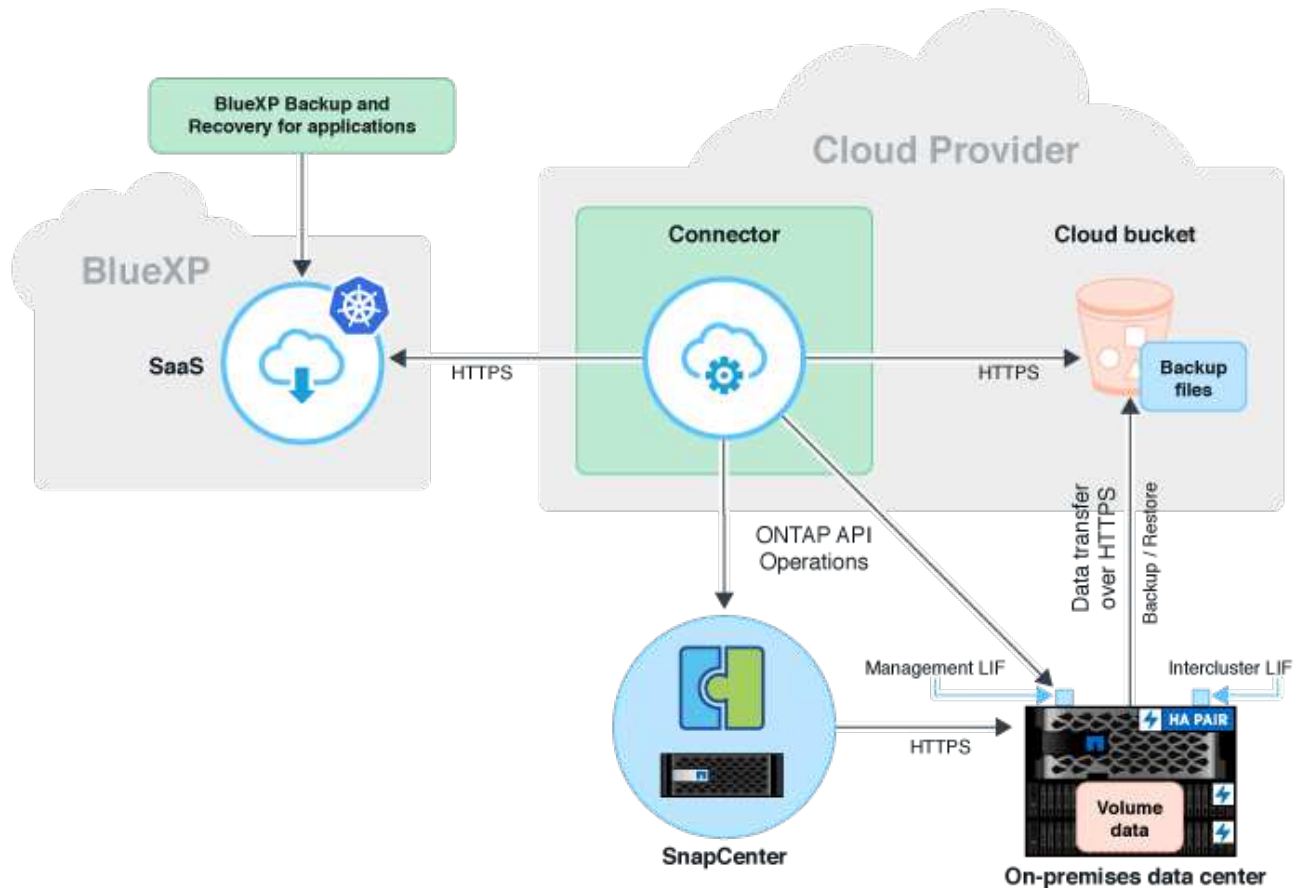 BlueXP Backup and
Recovery for applications
Cloud Provider
BlueXP
SaaS
HTTPS
Connector
HTTPS
Cloud bucket
Backup
files
ONTAP API
Operations
Data transfer
over HTTPS
Backup / Restore
Management LIF
Intercluster LIF
HTTPS
HA PAIR
Volume
data
SnapCenter
On-premises data center